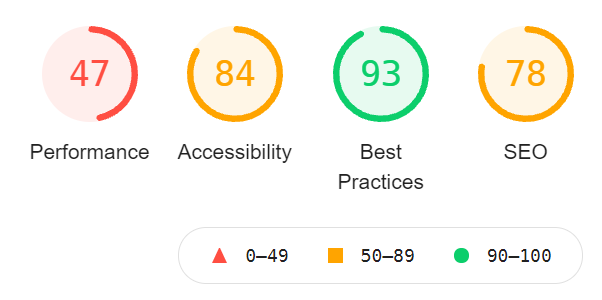 47 84 93 78
Performance Accessibility Best Practices SEO
0–49 50–89 90–100